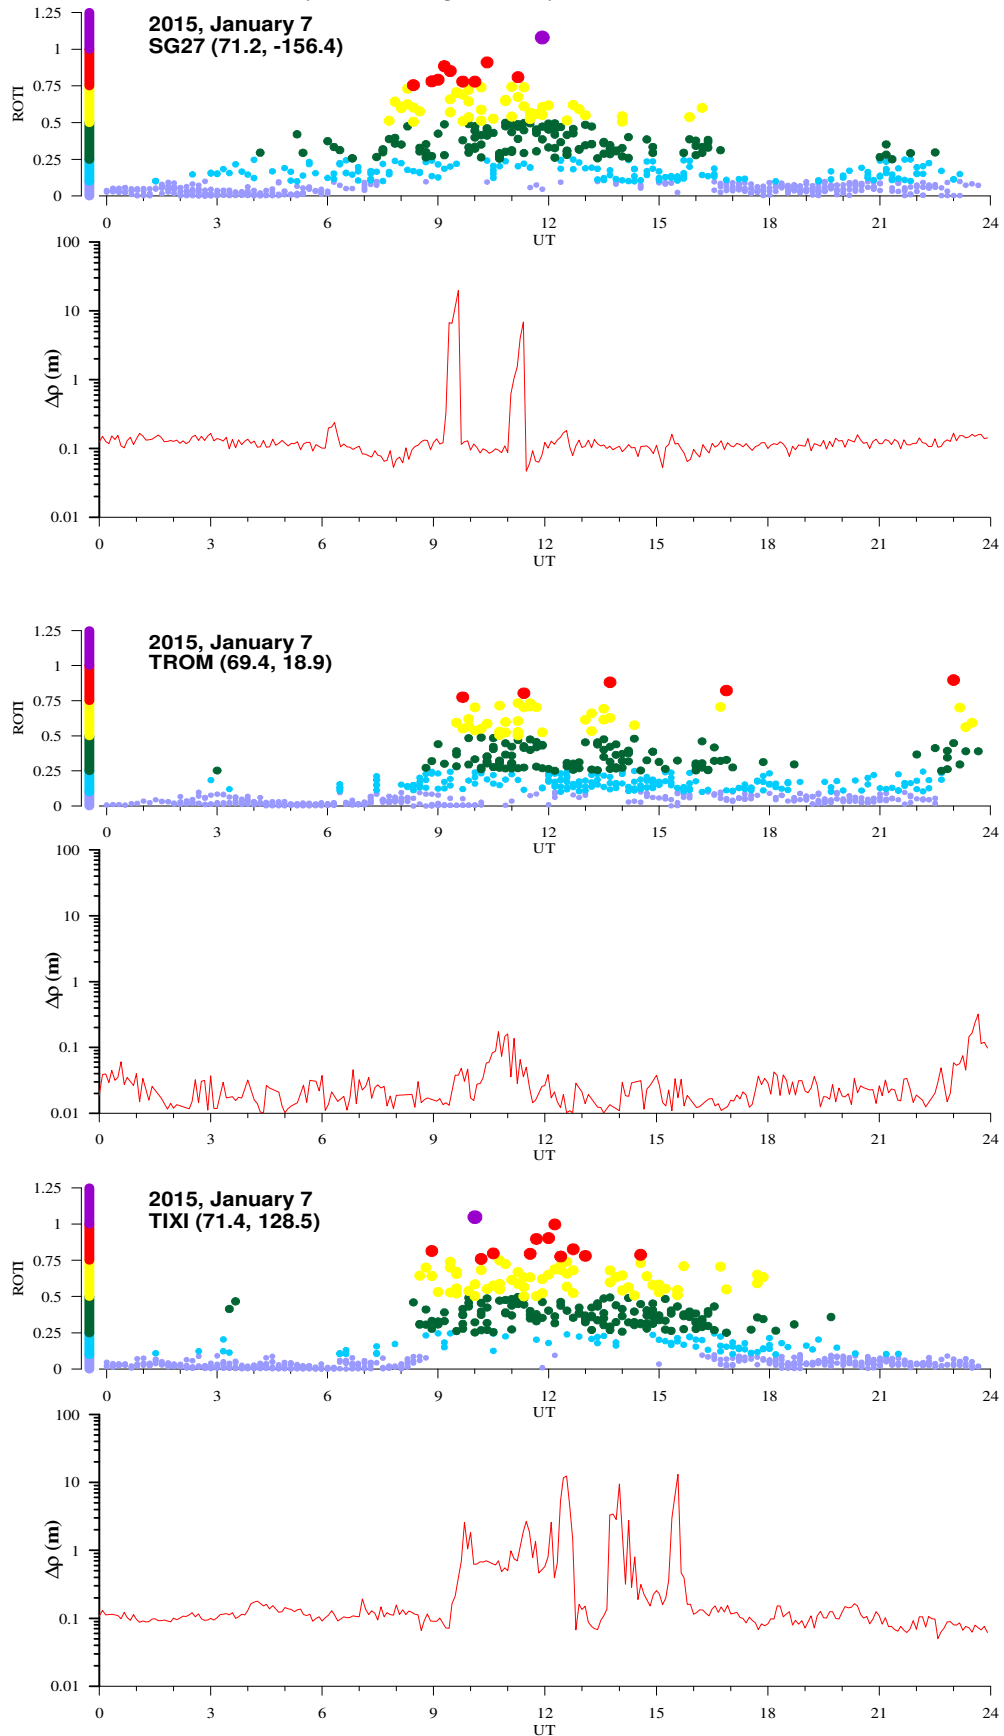 1.25
2015, January 7
SG27 (71.2, -156.4)
1
0.75
ROTI
0.5
0.25
0
0 3 6 9 12 15 18 21 24
UT
100
10
1
Δρ (m)
0.1
0.01
0 3 6 9 12 15 18 21 24
UT
1.25
2015, January 7
TROM (69.4, 18.9)
1
0.75
ROTI
0.5
0.25
0
0 3 6 9 12 15 18 21 24
UT
100
10
1
Δρ (m)
0.1
0.01
0 3 6 9 12 15 18 21 24
UT
1.25
2015, January 7
TIXI (71.4, 128.5)
1
0.75
ROTI
0.5
0.25
0
0 3 6 9 12 15 18 21 24
UT
100
10
1
Δρ (m)
0.1
0.01
0 3 6 9 12 15 18 21 24
UT